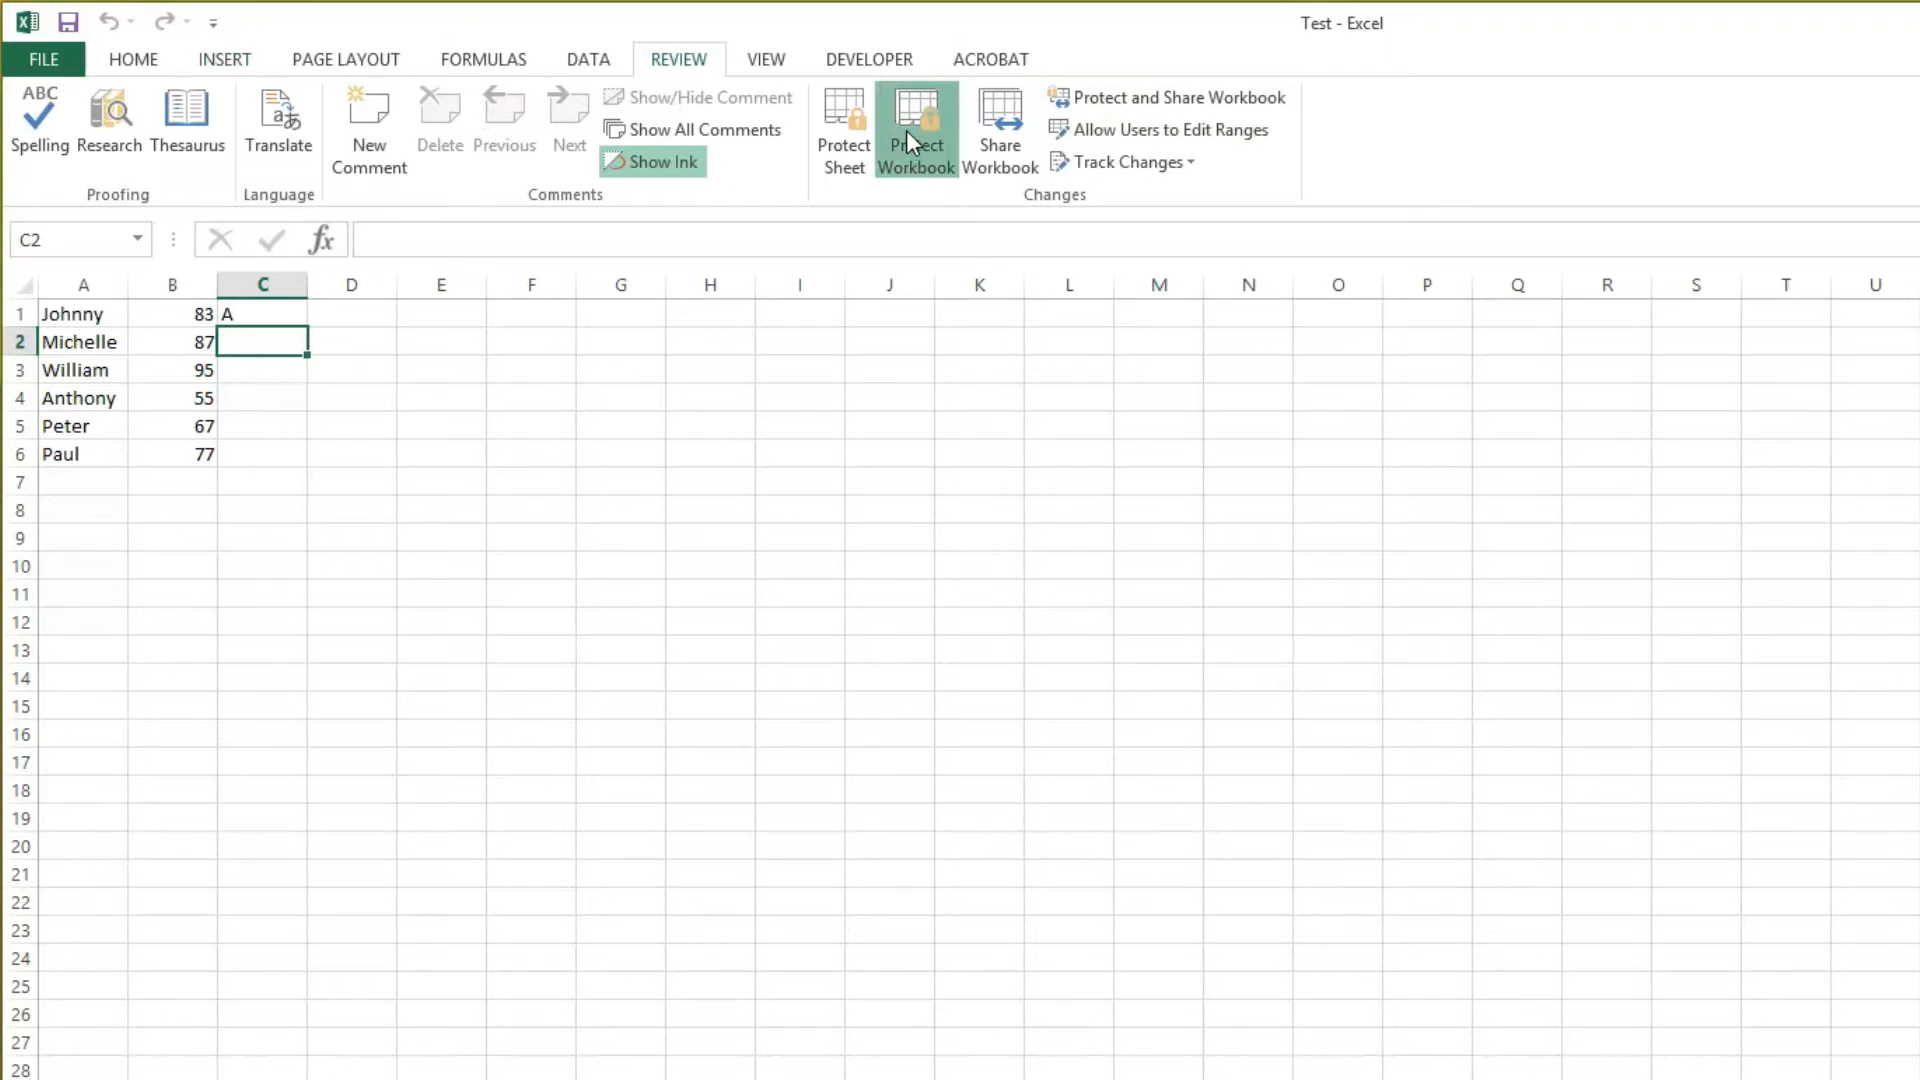 Test - Excel
FILE HOME INSERT PAGE LAYOUT FORMULAS DATA REVIEW VIEW DEVELOPER ACROBAT
ABC
Spelling Research Thesaurus Translate New Comment Delete Previous Next
Show/Hide Comment
Show All Comments
Show Ink
Protect Sheet Workbook Share Workbook
Protect and Share Workbook
Allow Users to Edit Ranges
Track Changes
Proofing Language Comments Changes
C2 fx
A B C D E F G H I J K L M N O P Q R S T U
1 Johnny 83 A
2 Michelle 87
3 William 95
4 Anthony 55
5 Peter 67
6 Paul 77
7
8
9
10
11
12
13
14
15
16
17
18
19
20
21
22
23
24
25
26
27
28